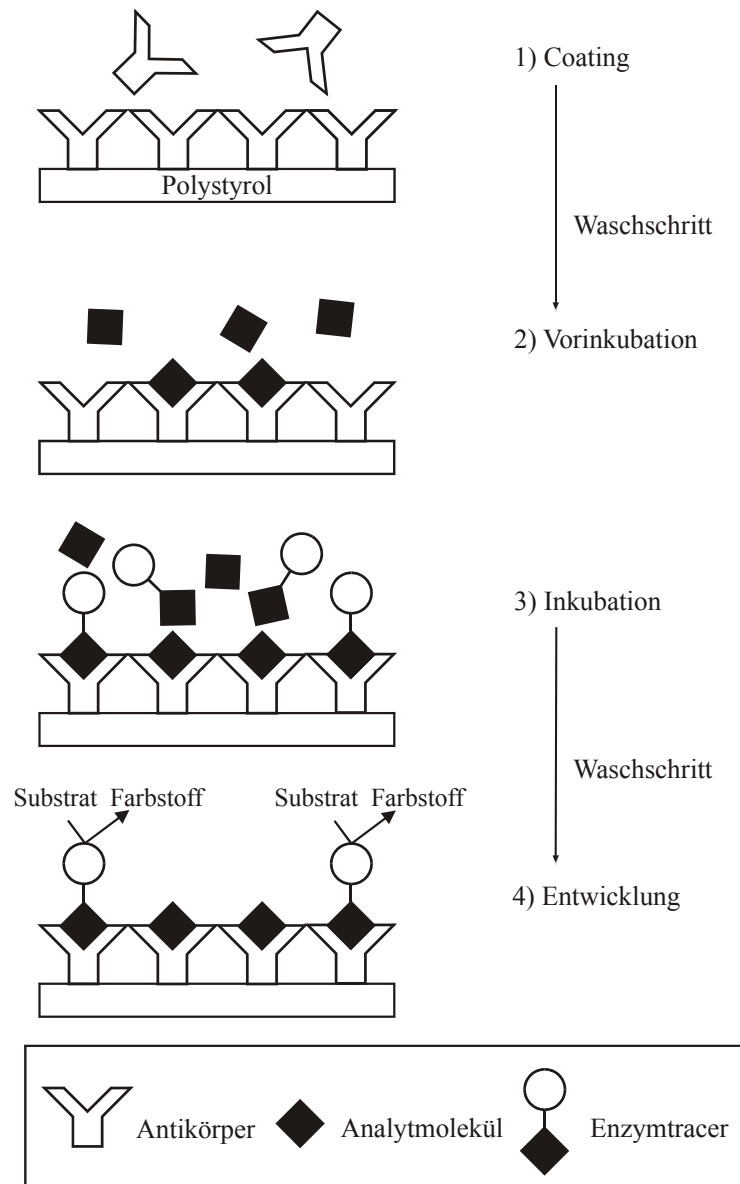 1) Coating
Polystyrol
Waschschritt
2) Vorinkubation
3) Inkubation
Waschschritt
Substrat Farbstoff Substrat Farbstoff
4) Entwicklung
Antikörper Analytmolekül Enzymtracer